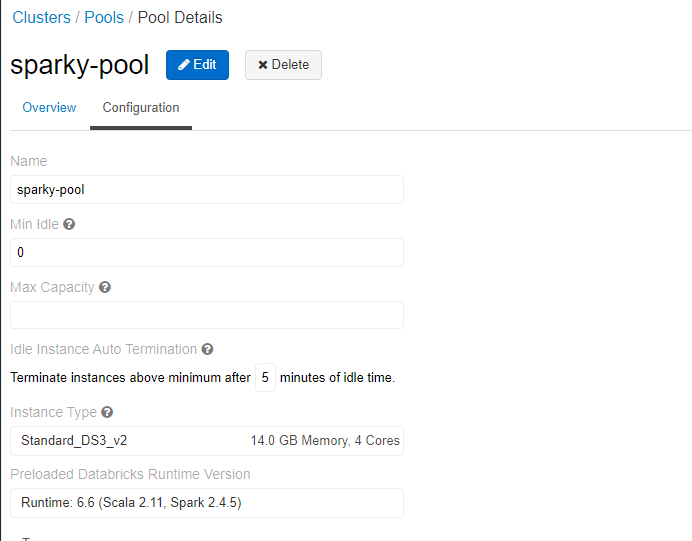 Clusters / Pools / Pool Details
sparky-pool Edit Delete
Overview Configuration
Name
sparky-pool
Min Idle
0
Max Capacity
Idle Instance Auto Termination
Terminate instances above minimum after 5 minutes of idle time.
Instance Type
Standard_DS3_v2 14.0 GB Memory, 4 Cores
Preloaded Databricks Runtime Version
Runtime: 6.6 (Scala 2.11, Spark 2.4.5)